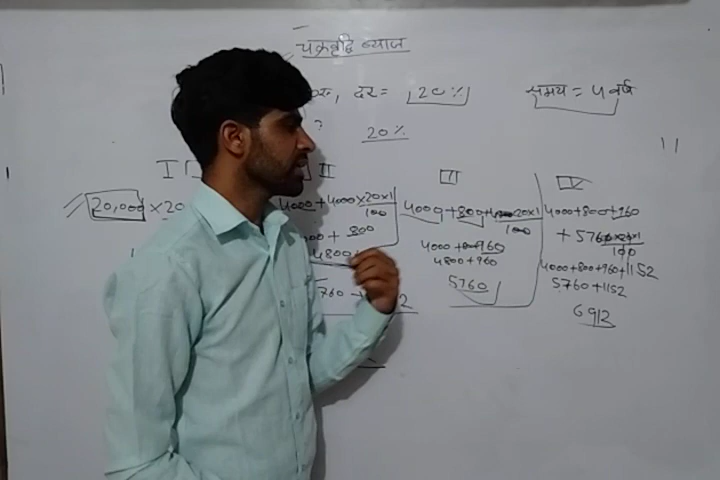 चक्रवृद्धि ब्याज
दर = 20% समय = 4 वर्ष
? 20%
I II III IV
20,000 × 20
4000 + 4000 × 20×1/100
+ 800
4800
4000 + 800 + 4800×20×1/100
4000 + 800 + 960
4800 + 960
5760
4000 + 800 + 960
+ 5760×20×1/100
4000 + 800 + 960 + 1152
5760 + 1152
6912